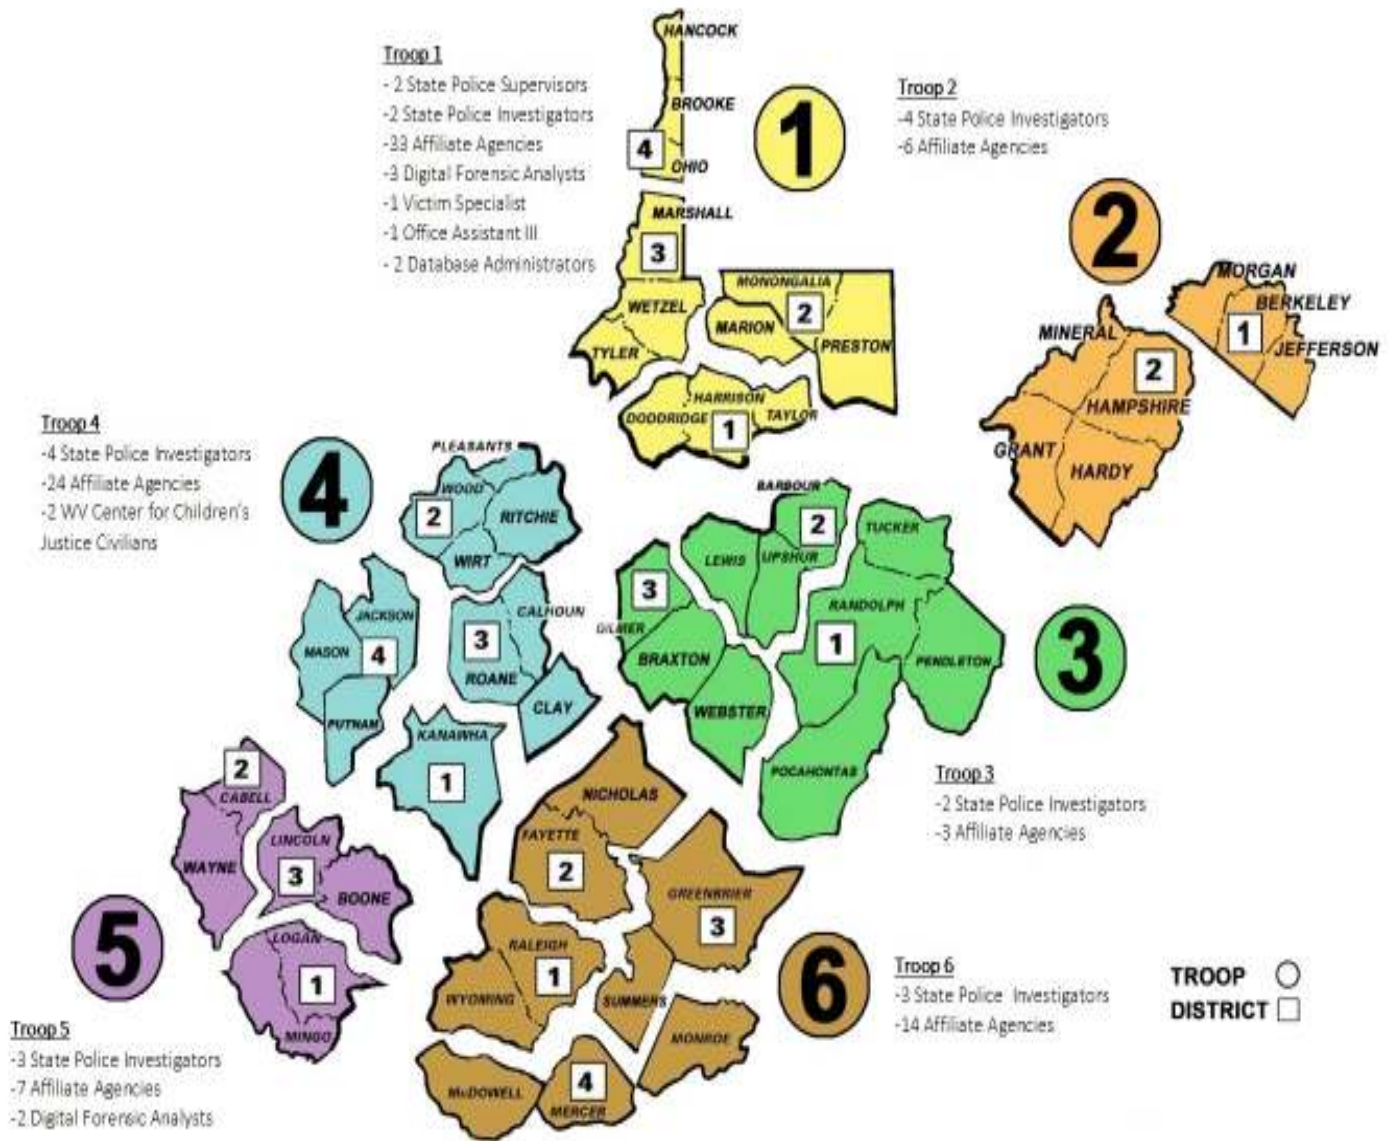 Troop 1
- 2 State Police Supervisors
-2 State Police Investigators
-33 Affiliate Agencies
-3 Digital Forensic Analysts
-1 Victim Specialist
-1 Office Assistant III
- 2 Database Administrators
HANCOCK
BROOKE
4
OHIO
MARSHALL
3
WETZEL
TYLER
1
MONONGALIA
2
MARION
PRESTON
HARRISON
DODDRIDGE
TAYLOR
1
Troop 2
-4 State Police Investigators
-6 Affiliate Agencies
2
MORGAN
BERKELEY
1
JEFFERSON
MINERAL
2
HAMPSHIRE
GRANT
HARDY
Troop 4
-4 State Police Investigators
-24 Affiliate Agencies
-2 WV Center for Children's
Justice Civilians
4
PLEASANTS
WOOD
2
RITCHIE
WIRT
JACKSON
MASON
4
PUTNAM
CALHOUN
3
ROANE
CLAY
KANAWHA
1
BARBOUR
2
LEWIS
UPSHUR
TUCKER
3
GILMER
BRAXTON
WEBSTER
RANDOLPH
1
PENDLETON
POCAHONTAS
3
Troop 3
-2 State Police Investigators
-3 Affiliate Agencies
2
CABELL
WAYNE
LINCOLN
3
BOONE
LOGAN
1
MINGO
5
Troop 5
-3 State Police Investigators
-7 Affiliate Agencies
-2 Digital Forensic Analysts
NICHOLAS
FAYETTE
2
GREENBRIER
3
RALEIGH
1
WYOMING
SUMMERS
MONROE
McDOWELL
4
MERCER
6
Troop 6
-3 State Police Investigators
-14 Affiliate Agencies
TROOP
DISTRICT